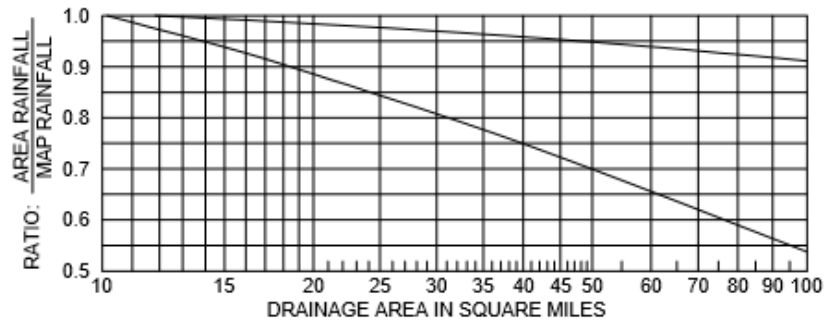 RATIO: AREA RAINFALL
MAP RAINFALL
1.0
0.9
0.8
0.7
0.6
0.5
10 15 20 25 30 35 40 45 50 60 70 80 90 100
DRAINAGE AREA IN SQUARE MILES